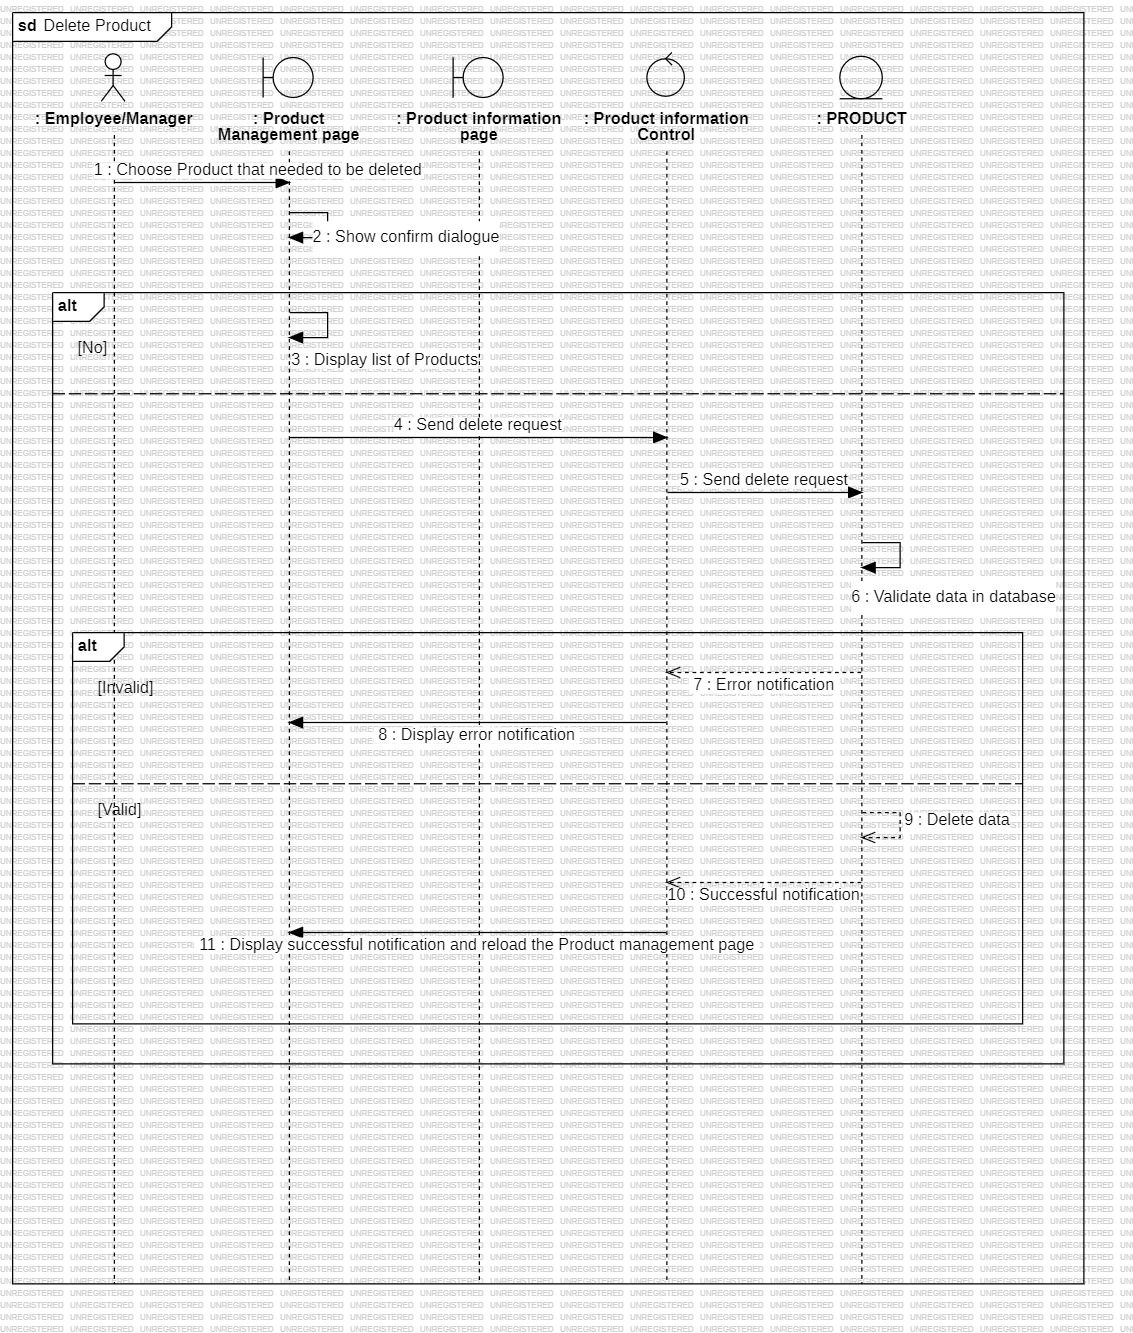 sd Delete Product
: Employee/Manager
: Product
Management page
: Product information
page
: Product information
Control
: PRODUCT
1 : Choose Product that needed to be deleted
2 : Show confirm dialogue
alt
[No]
3 : Display list of Products
4 : Send delete request
5 : Send delete request
6 : Validate data in database
alt
[Invalid]
7 : Error notification
8 : Display error notification
[Valid]
9 : Delete data
10 : Successful notification
11 : Display successful notification and reload the Product management page
UNREGISTERED